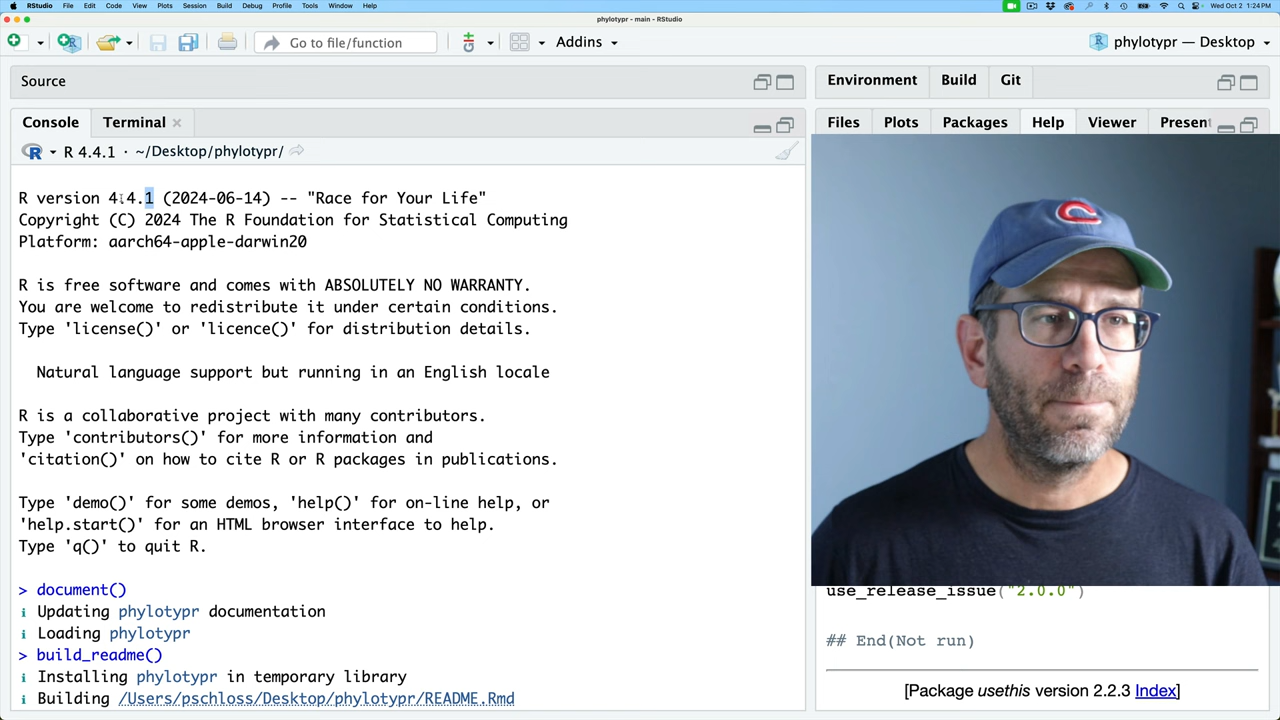 RStudio File Edit Code View Plots Session Build Debug Profile Tools Window Help Wed Oct 2 1:24 PM
phylotypr - main - RStudio
Go to file/function Addins phylotypr — Desktop
Source
Environment Build Git
Console Terminal
Files Plots Packages Help Viewer Present
R 4.4.1 · ~/Desktop/phylotypr/
R version 4.4.1 (2024-06-14) -- "Race for Your Life"
Copyright (C) 2024 The R Foundation for Statistical Computing
Platform: aarch64-apple-darwin20
R is free software and comes with ABSOLUTELY NO WARRANTY.
You are welcome to redistribute it under certain conditions.
Type 'license()' or 'licence()' for distribution details.
Natural language support but running in an English locale
R is a collaborative project with many contributors.
Type 'contributors()' for more information and
'citation()' on how to cite R or R packages in publications.
Type 'demo()' for some demos, 'help()' for on-line help, or
'help.start()' for an HTML browser interface to help.
Type 'q()' to quit R.
> document()
i Updating phylotypr documentation
i Loading phylotypr
> build_readme()
i Installing phylotypr in temporary library
i Building /Users/pschloss/Desktop/phylotypr/README.Rmd
use_release_issue("2.0.0")
## End(Not run)
[Package usethis version 2.2.3 Index]
C